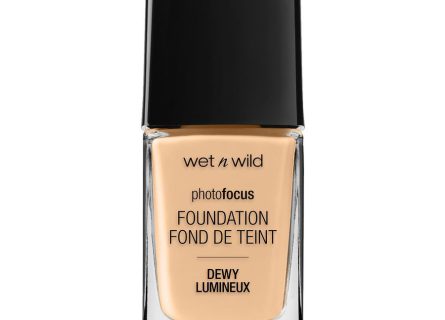 wet n wild
photofocus
FOUNDATION
FOND DE TEINT
DEWY
LUMINEUX